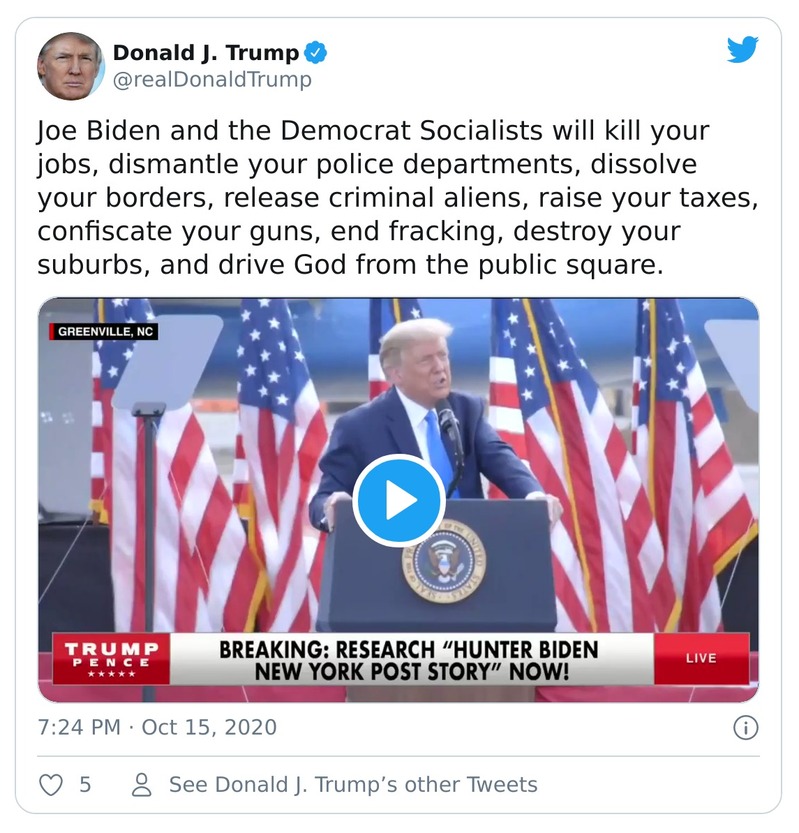 Donald J. Trump
@realDonaldTrump
Joe Biden and the Democrat Socialists will kill your
jobs, dismantle your police departments, dissolve
your borders, release criminal aliens, raise your taxes,
confiscate your guns, end fracking, destroy your
suburbs, and drive God from the public square.
GREENVILLE, NC
TRUMP
PENCE
BREAKING: RESEARCH “HUNTER BIDEN
NEW YORK POST STORY” NOW!
LIVE
7:24 PM · Oct 15, 2020
5
See Donald J. Trump’s other Tweets